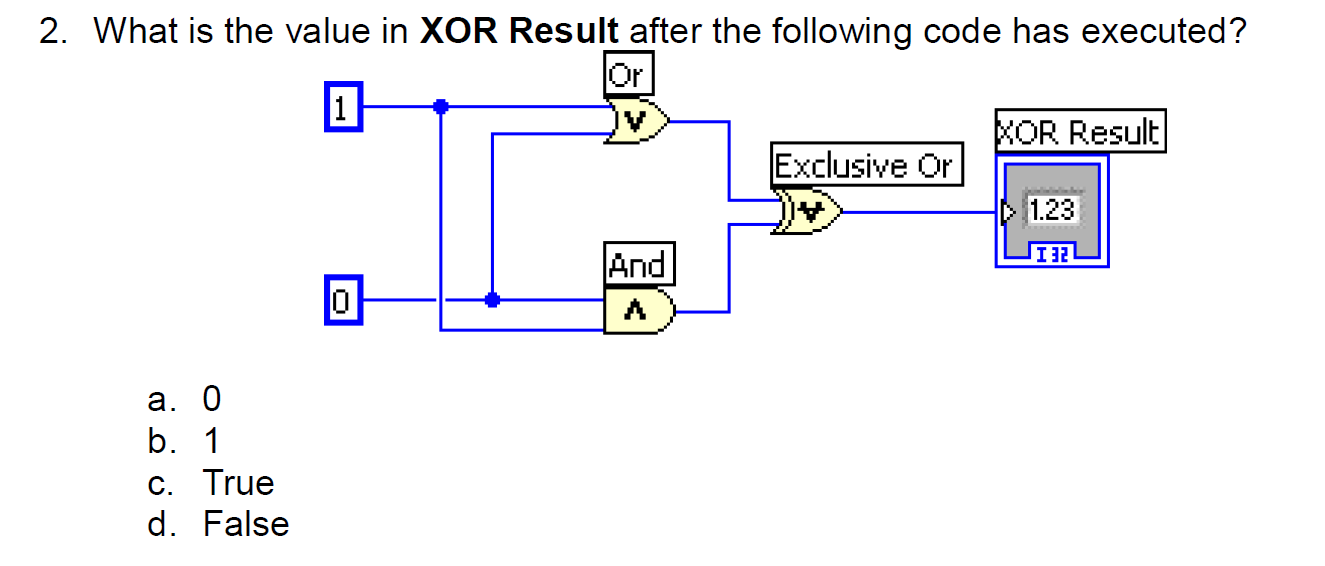 2. What is the value in XOR Result after the following code has executed?
Or
1
V
XOR Result
Exclusive Or
V
1.23
I32
And
0
Λ
a. 0
b. 1
c. True
d. False